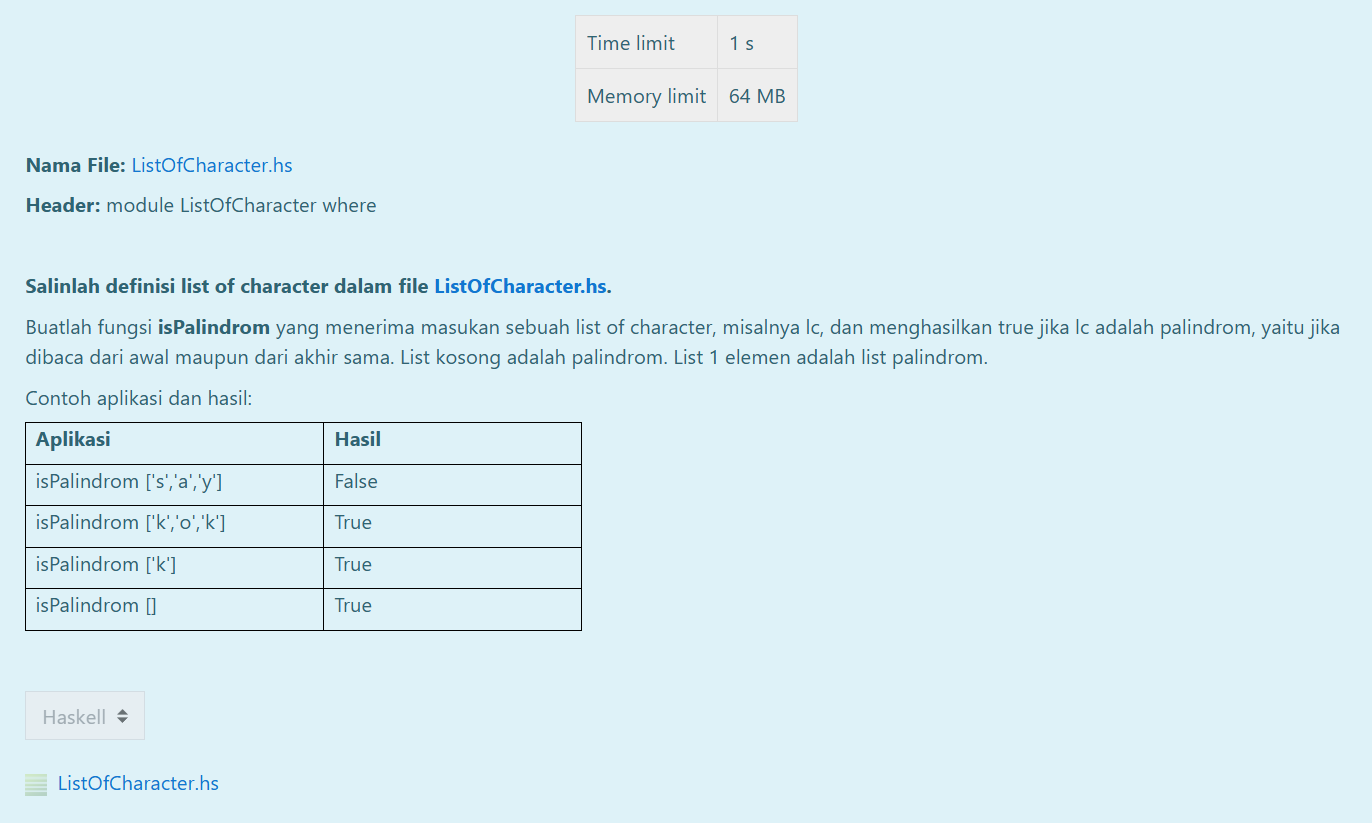 Time limit 1 s
Memory limit 64 MB
Nama File: ListOfCharacter.hs
Header: module ListOfCharacter where
Salinlah definisi list of character dalam file ListOfCharacter.hs.
Buatlah fungsi isPalindrom yang menerima masukan sebuah list of character, misalnya lc, dan menghasilkan true jika lc adalah palindrom, yaitu jika
dibaca dari awal maupun dari akhir sama. List kosong adalah palindrom. List 1 elemen adalah list palindrom.
Contoh aplikasi dan hasil:
Aplikasi Hasil
isPalindrom ['s','a','y'] False
isPalindrom ['k','o','k'] True
isPalindrom ['k'] True
isPalindrom [] True
Haskell
ListOfCharacter.hs